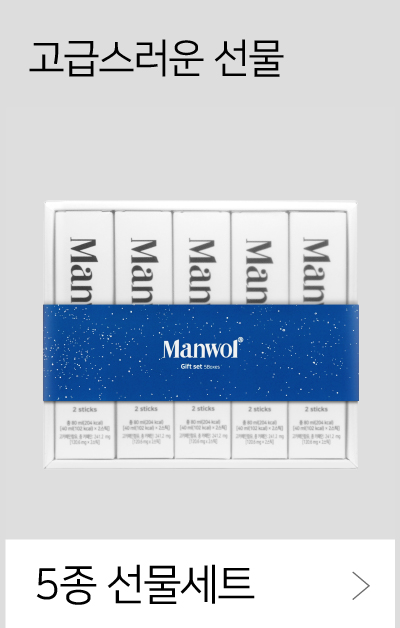 고급스러운 선물
Man Man Man Man Man
Manwol®
Gift set 5Boxes
2 sticks 2 sticks 2 sticks 2 sticks 2 sticks
5종 선물세트